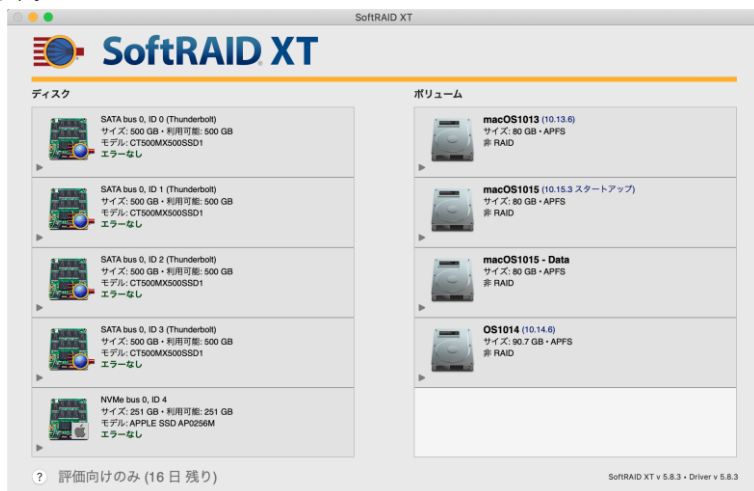 SoftRAID XT
SoftRAID XT
ディスク
SATA bus 0, ID 0 (Thunderbolt)
サイズ: 500 GB • 利用可能: 500 GB
モデル: CT500MX500SSD1
エラーなし
SATA bus 0, ID 1 (Thunderbolt)
サイズ: 500 GB • 利用可能: 500 GB
モデル: CT500MX500SSD1
エラーなし
SATA bus 0, ID 2 (Thunderbolt)
サイズ: 500 GB • 利用可能: 500 GB
モデル: CT500MX500SSD1
エラーなし
SATA bus 0, ID 3 (Thunderbolt)
サイズ: 500 GB • 利用可能: 500 GB
モデル: CT500MX500SSD1
エラーなし
NVMe bus 0, ID 4
サイズ: 251 GB • 利用可能: 251 GB
モデル: APPLE SSD AP0256M
エラーなし
ボリューム
macOS1013 (10.13.6)
サイズ: 80 GB • APFS
非 RAID
macOS1015 (10.15.3 スタートアップ)
サイズ: 80 GB • APFS
非 RAID
macOS1015 - Data
サイズ: 80 GB • APFS
非 RAID
OS1014 (10.14.6)
サイズ: 90.7 GB • APFS
非 RAID
? 評価向けのみ (16 日 残り)
SoftRAID XT v 5.8.3 • Driver v 5.8.3